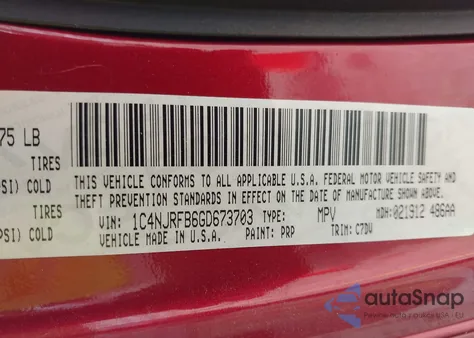 75 LB
TIRES
PSI) COLD
TIRES
PSI) COLD
THIS VEHICLE CONFORMS TO ALL APPLICABLE U.S.A. FEDERAL MOTOR VEHICLE SAFETY AND
THEFT PREVENTION STANDARDS IN EFFECT ON THE DATE OF MANUFACTURE SHOWN ABOVE.
VIN: 1C4NJRFB6GD673703 TYPE: MPV MDH: 021912 486AA
VEHICLE MADE IN U.S.A. PAINT: PRP TRIM: C7DV
autoSnap